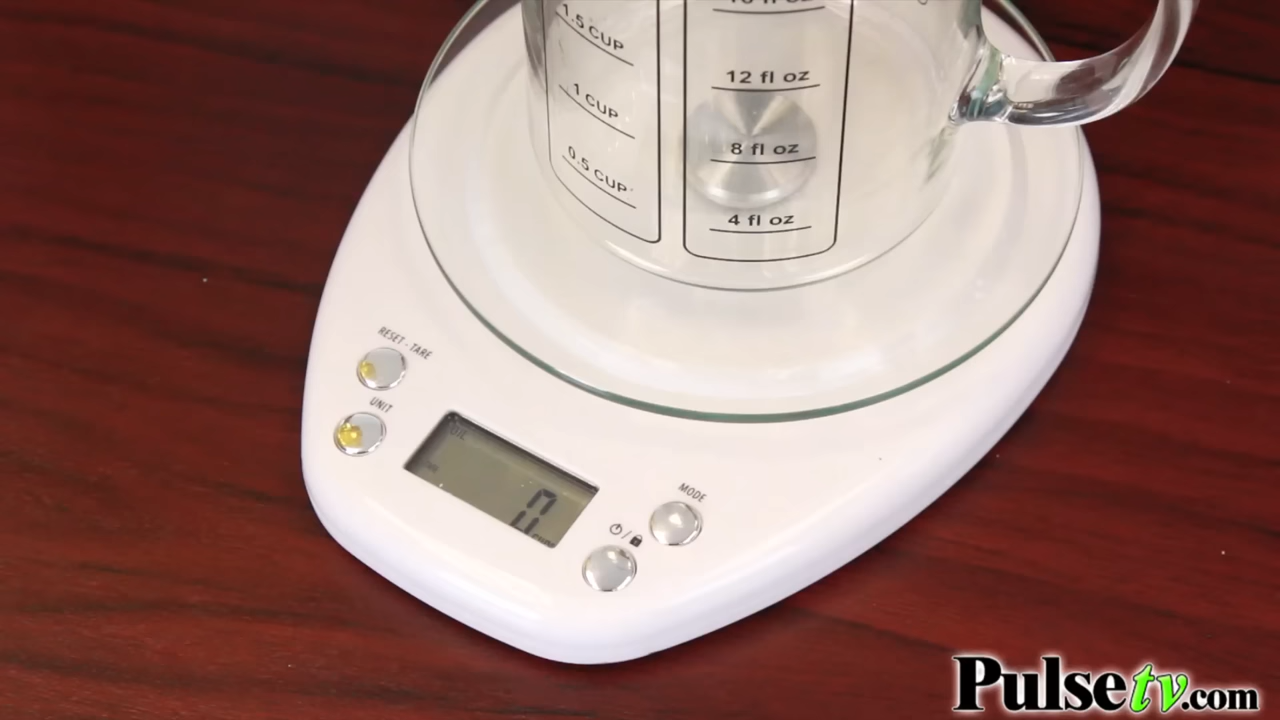 1.5 CUP
1 CUP
0.5 CUP
12 fl oz
8 fl oz
4 fl oz
RESET - TARE
UNIT
0
MODE
Pulsetv.com